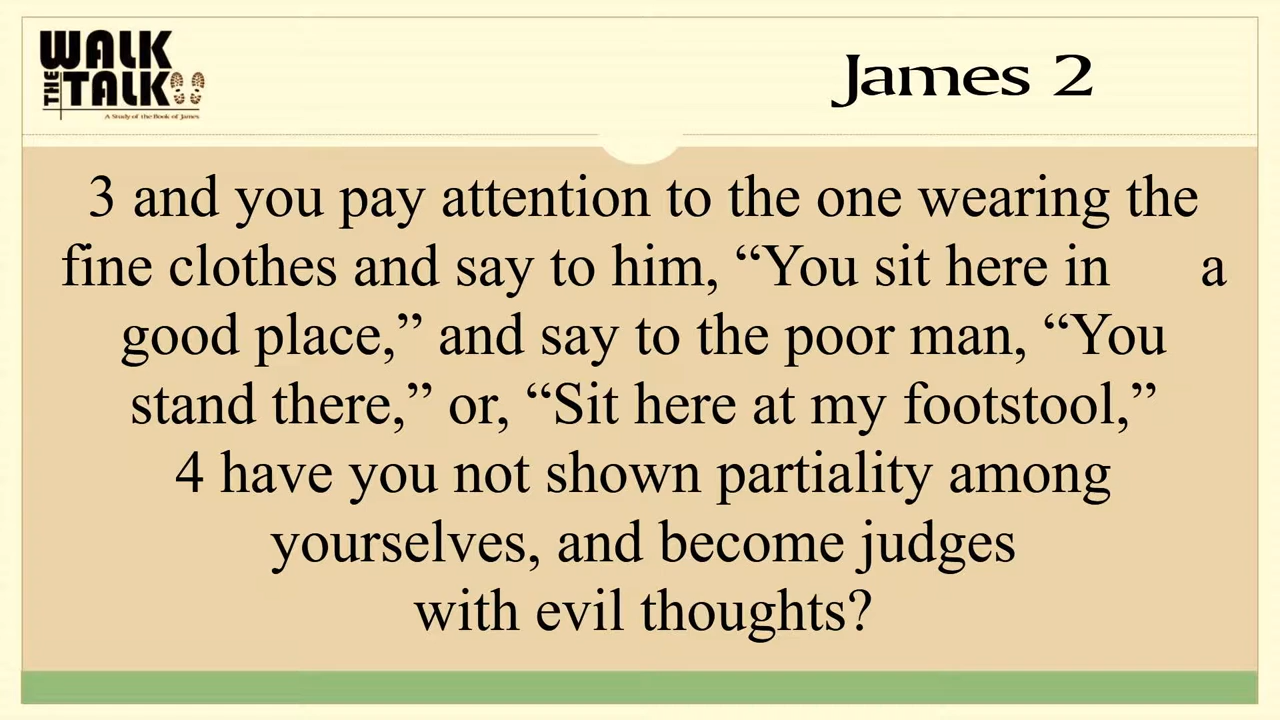 WALK
THE TALK
A Study of the Book of James
James 2
3 and you pay attention to the one wearing the
fine clothes and say to him, “You sit here in a
good place,” and say to the poor man, “You
stand there,” or, “Sit here at my footstool,”
4 have you not shown partiality among
yourselves, and become judges
with evil thoughts?